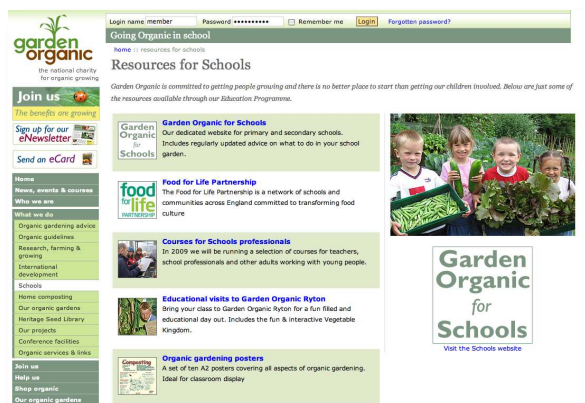 Login name member Password •••••••••• Remember me Login Forgotten password?
Going Organic in school
home :: resources for schools
garden
organic
the national charity
for organic growing
Join us
The benefits are growing
Sign up for our
eNewsletter
Send an eCard
Home
News, events & courses
Who we are
What we do
Organic gardening advice
Organic guidelines
Research, farming &
growing
International
development
Schools
Home composting
Our organic gardens
Heritage Seed Library
Our projects
Conference facilities
Organic services & links
Join us
Help us
Shop organic
Our organic gardens
Resources for Schools
Garden Organic is committed to getting people growing and there is no better place to start than getting our children involved. Below are just some of
the resources available through our Education Programme.
Garden
Organic
for
Schools
Garden Organic for Schools
Our dedicated website for primary and secondary schools.
Includes regularly updated advice on what to do in your school
garden.
food
for life
PARTNERSHIP
Food for Life Partnership
The Food for Life Partnership is a network of schools and
communities across England committed to transforming food
culture
Courses for Schools professionals
In 2009 we will be running a selection of courses for teachers,
school professionals and other adults working with young people.
Educational visits to Garden Organic Ryton
Bring your class to Garden Organic Ryton for a fun filled and
educational day out. Includes the fun & interactive Vegetable
Kingdom.
Composting
Organic gardening posters
A set of ten A2 posters covering all aspects of organic gardening.
Ideal for classroom display
Garden
Organic
for
Schools
Visit the Schools website